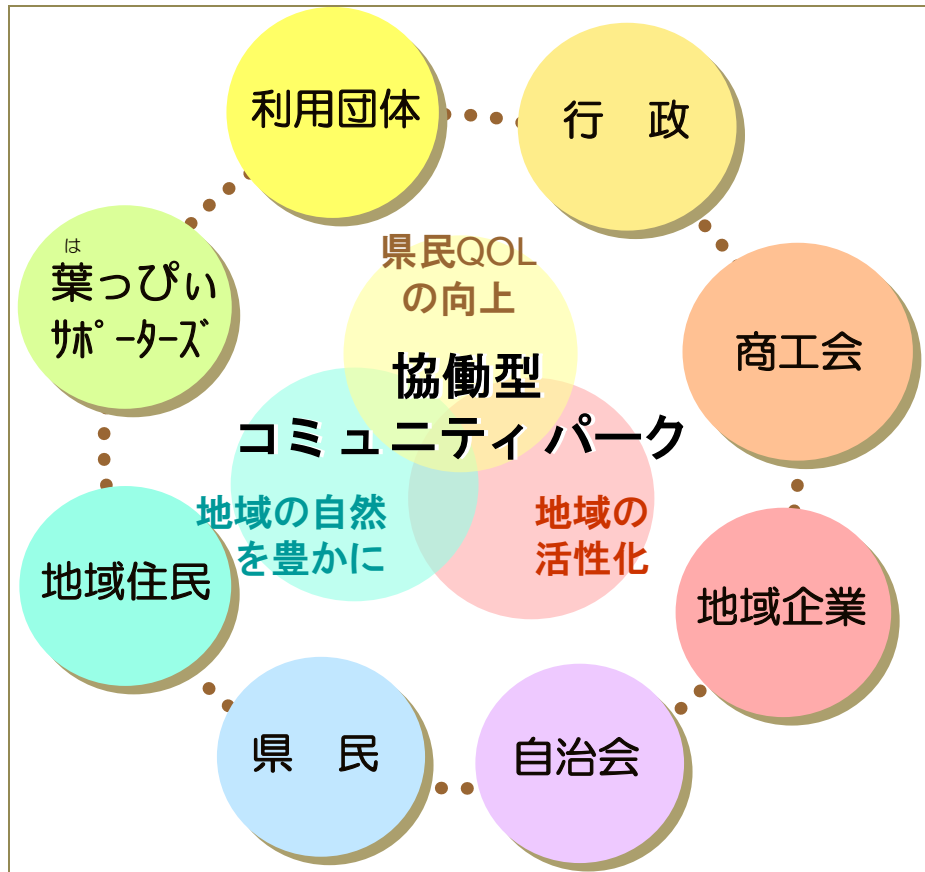 利用団体
行　政
は
葉っぴぃ
ｻﾎﾟｰﾀｰズ
県民QOL
の向上
商工会
協働型
コミュニティパーク
地域の自然
を豊かに
地域の
活性化
地域住民
地域企業
県　民
自治会